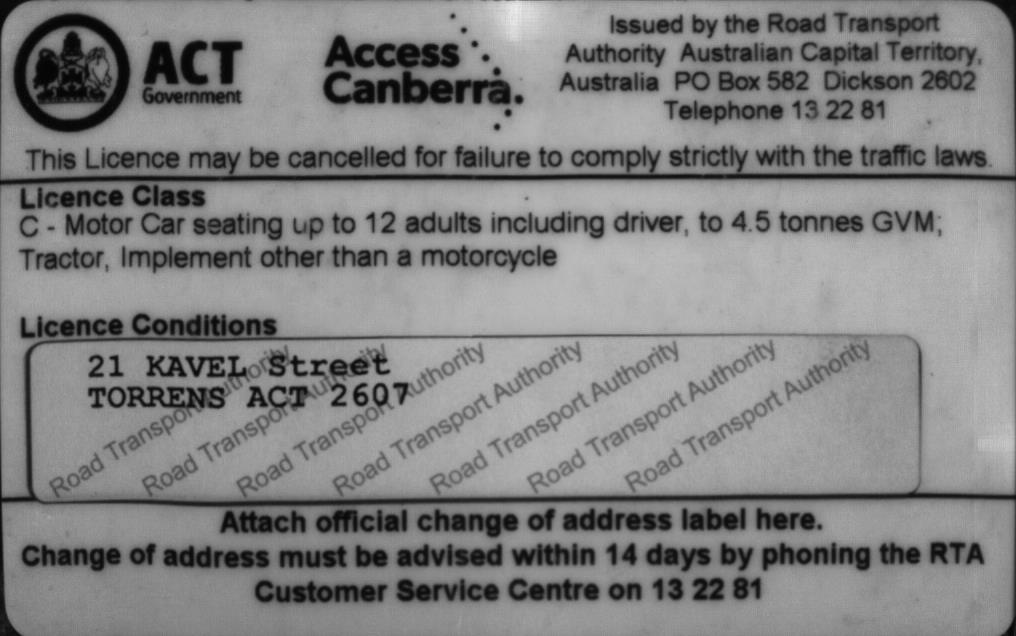 ACT
Government
Access
Canberra.
Issued by the Road Transport
Authority Australian Capital Territory,
Australia PO Box 582 Dickson 2602
Telephone 13 22 81
This Licence may be cancelled for failure to comply strictly with the traffic laws.
Licence Class
C - Motor Car seating up to 12 adults including driver, to 4.5 tonnes GVM;
Tractor, Implement other than a motorcycle
Licence Conditions
21 KAVEL Street
TORRENS ACT 2607
Road Transport Authority
Road Transport Authority
Road Transport Authority
Road Transport Authority
Road Transport Authority
Road Transport Authority
Road Transport Authority
Attach official change of address label here.
Change of address must be advised within 14 days by phoning the RTA
Customer Service Centre on 13 22 81